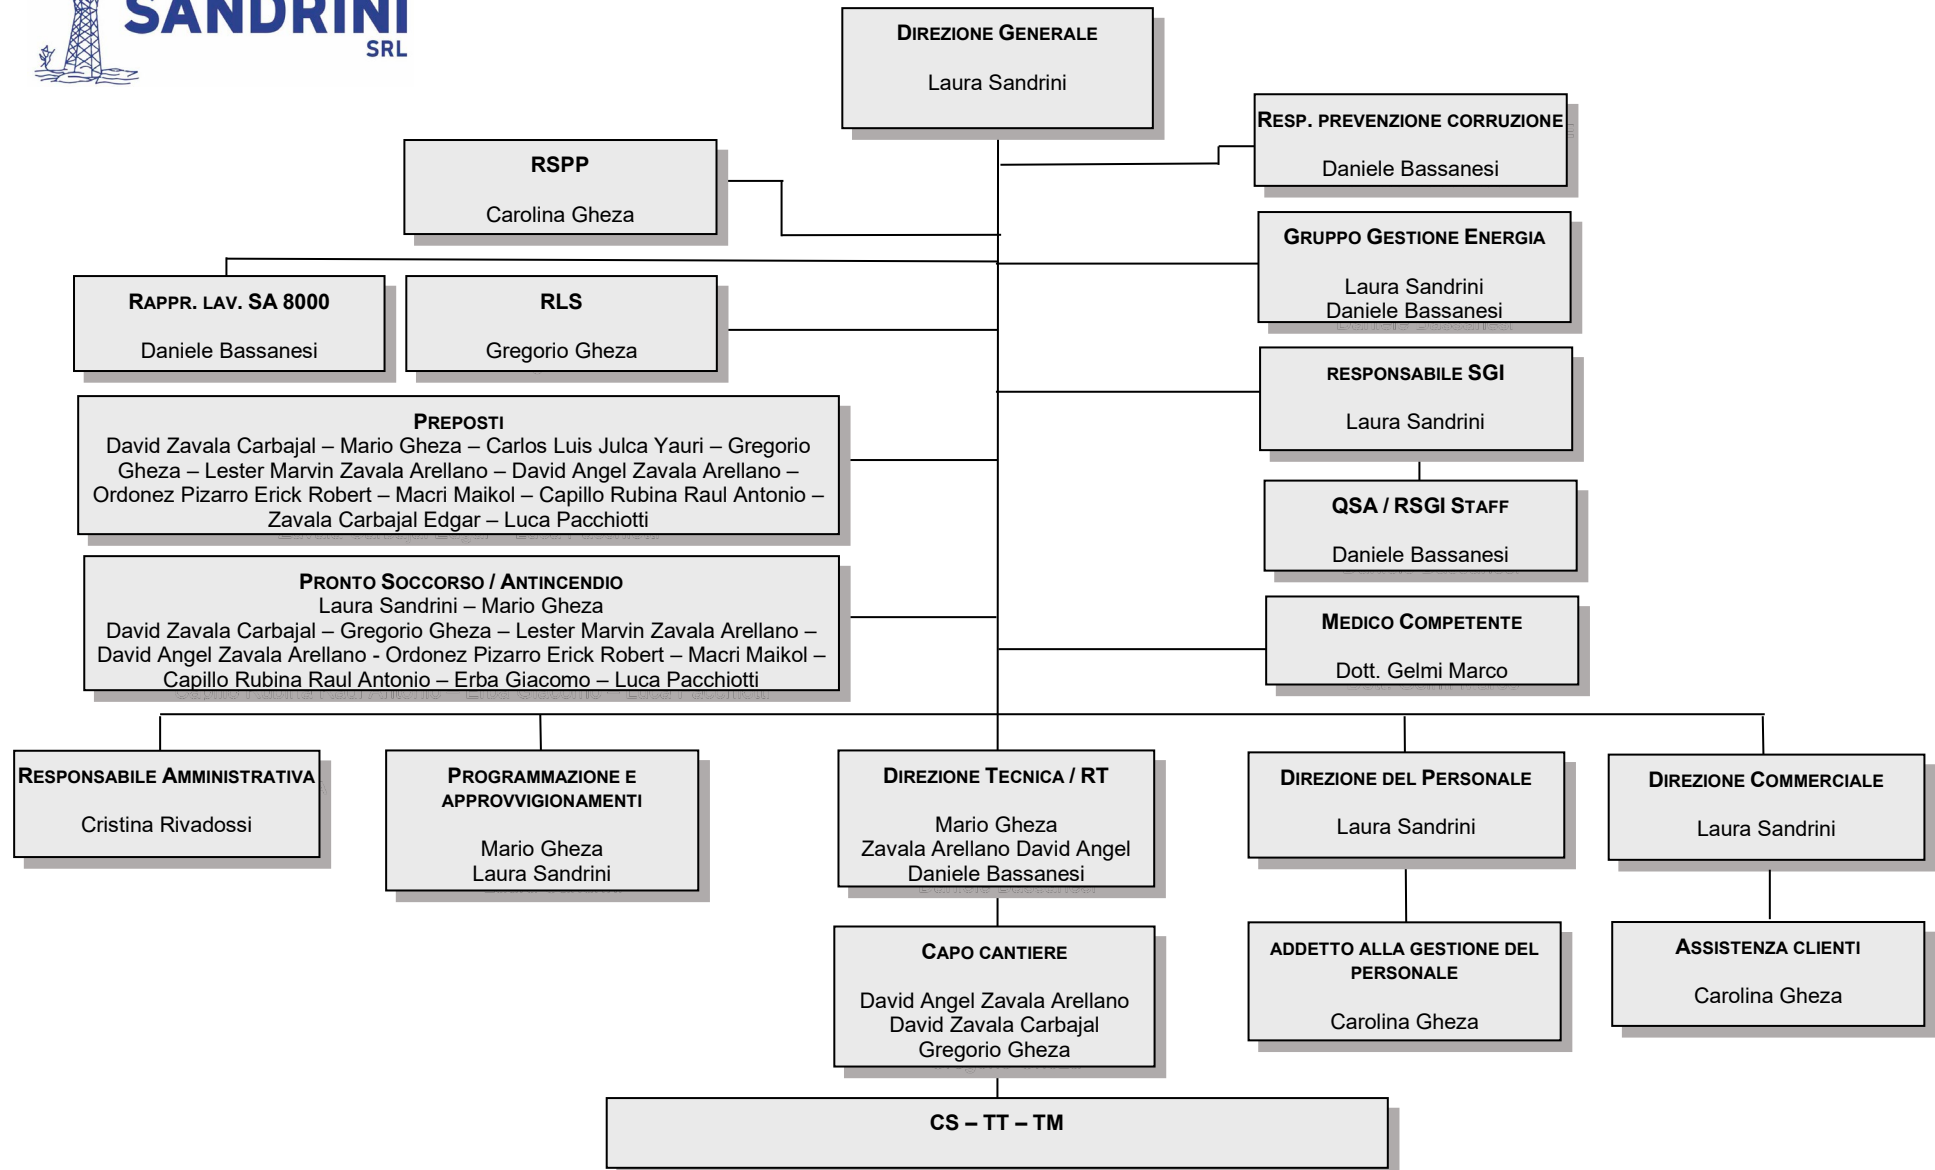 SANDRINI
SRL
DIREZIONE GENERALE
Laura Sandrini
RESP. PREVENZIONE CORRUZIONE
Daniele Bassanesi
RSPP
Carolina Gheza
GRUPPO GESTIONE ENERGIA
Laura Sandrini
Daniele Bassanesi
RAPPR. LAV. SA 8000
Daniele Bassanesi
RLS
Gregorio Gheza
RESPONSABILE SGI
Laura Sandrini
PREPOSTI
David Zavala Carbajal – Mario Gheza – Carlos Luis Julca Yauri – Gregorio
Gheza – Lester Marvin Zavala Arellano – David Angel Zavala Arellano –
Ordonez Pizarro Erick Robert – Macri Maikol – Capillo Rubina Raul Antonio –
Zavala Carbajal Edgar – Luca Pacchiotti
QSA / RSGI STAFF
Daniele Bassanesi
PRONTO SOCCORSO / ANTINCENDIO
Laura Sandrini – Mario Gheza
David Zavala Carbajal – Gregorio Gheza – Lester Marvin Zavala Arellano –
David Angel Zavala Arellano - Ordonez Pizarro Erick Robert – Macri Maikol –
Capillo Rubina Raul Antonio – Erba Giacomo – Luca Pacchiotti
MEDICO COMPETENTE
Dott. Gelmi Marco
RESPONSABILE AMMINISTRATIVA
Cristina Rivadossi
PROGRAMMAZIONE E
APPROVVIGIONAMENTI
Mario Gheza
Laura Sandrini
DIREZIONE TECNICA / RT
Mario Gheza
Zavala Arellano David Angel
Daniele Bassanesi
DIREZIONE DEL PERSONALE
Laura Sandrini
DIREZIONE COMMERCIALE
Laura Sandrini
CAPO CANTIERE
David Angel Zavala Arellano
David Zavala Carbajal
Gregorio Gheza
ADDETTO ALLA GESTIONE DEL
PERSONALE
Carolina Gheza
ASSISTENZA CLIENTI
Carolina Gheza
CS – TT – TM